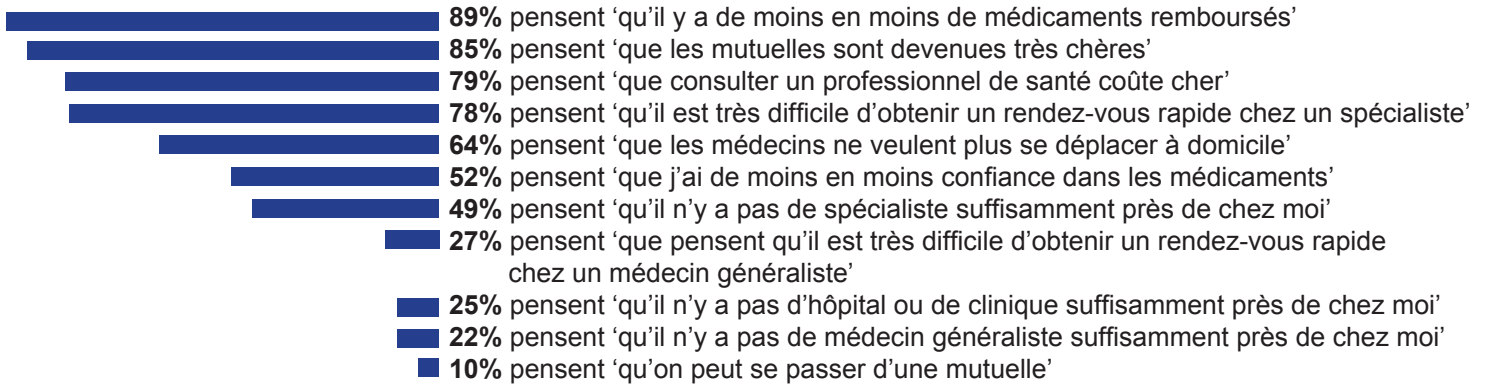 89% pensent ‘qu’il y a de moins en moins de médicaments remboursés’
85% pensent ‘que les mutuelles sont devenues très chères’
79% pensent ‘que consulter un professionnel de santé coûte cher’
78% pensent ‘qu’il est très difficile d’obtenir un rendez-vous rapide chez un spécialiste’
64% pensent ‘que les médecins ne veulent plus se déplacer à domicile’
52% pensent ‘que j’ai de moins en moins confiance dans les médicaments’
49% pensent ‘qu’il n’y a pas de spécialiste suffisamment près de chez moi’
27% pensent ‘que pensent qu’il est très difficile d’obtenir un rendez-vous rapide
chez un médecin généraliste’
25% pensent ‘qu’il n’y a pas d’hôpital ou de clinique suffisamment près de chez moi’
22% pensent ‘qu’il n’y a pas de médecin généraliste suffisamment près de chez moi’
10% pensent ‘qu’on peut se passer d’une mutuelle’